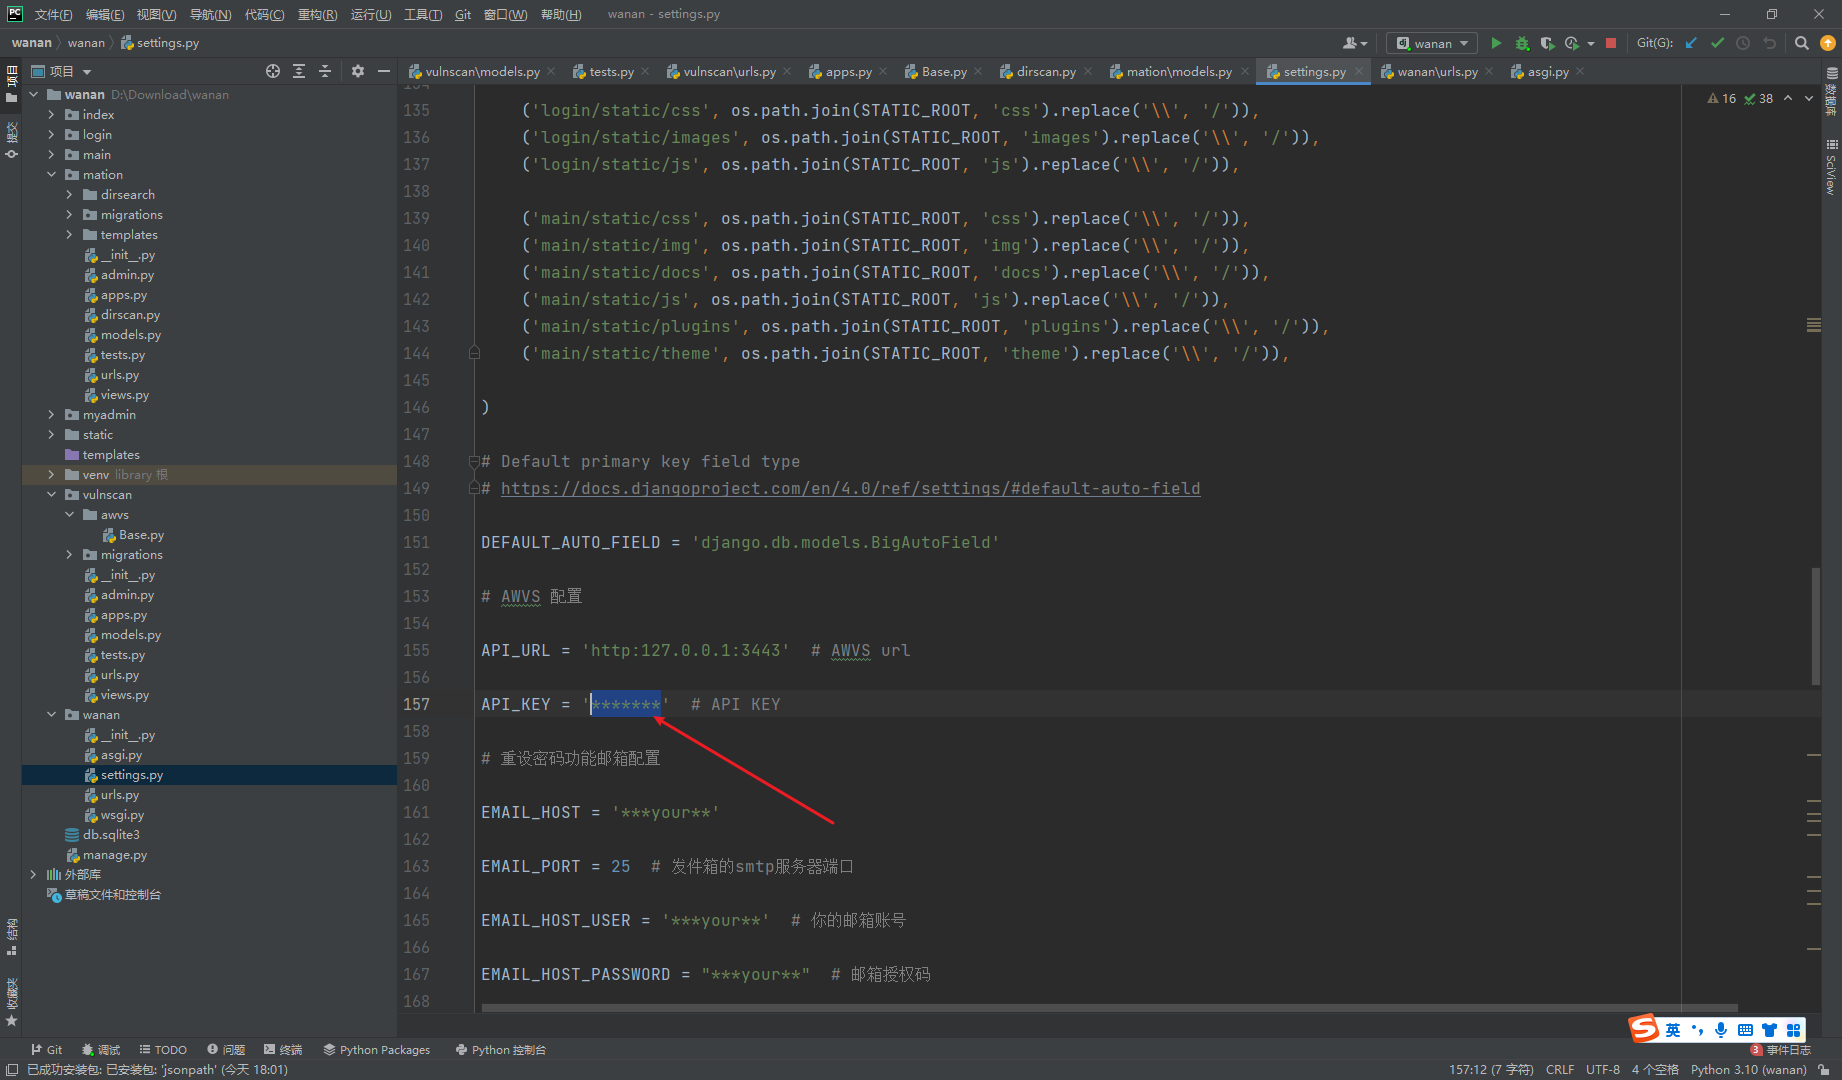 PC 文件(F) 编辑(E) 视图(V) 导航(N) 代码(C) 重构(R) 运行(U) 工具(T) Git 窗口(W) 帮助(H) wanan - settings.py
wanan wanan settings.py
wanan Git(G):
项目
vulnscan\models.py tests.py vulnscan\urls.py apps.py Base.py dirscan.py mation\models.py settings.py wanan\urls.py asgi.py
项目
提交
结构
收藏夹
wanan D:\Download\wanan
index
login
main
mation
dirsearch
migrations
templates
__init__.py
admin.py
apps.py
dirscan.py
models.py
tests.py
urls.py
views.py
myadmin
static
templates
venv library 根
vulnscan
awvs
Base.py
migrations
__init__.py
admin.py
apps.py
models.py
tests.py
urls.py
views.py
wanan
__init__.py
asgi.py
settings.py
urls.py
wsgi.py
db.sqlite3
manage.py
外部库
草稿文件和控制台
16 38
134
135 ('login/static/css', os.path.join(STATIC_ROOT, 'css').replace('\\', '/')),
136 ('login/static/images', os.path.join(STATIC_ROOT, 'images').replace('\\', '/')),
137 ('login/static/js', os.path.join(STATIC_ROOT, 'js').replace('\\', '/')),
138
139 ('main/static/css', os.path.join(STATIC_ROOT, 'css').replace('\\', '/')),
140 ('main/static/img', os.path.join(STATIC_ROOT, 'img').replace('\\', '/')),
141 ('main/static/docs', os.path.join(STATIC_ROOT, 'docs').replace('\\', '/')),
142 ('main/static/js', os.path.join(STATIC_ROOT, 'js').replace('\\', '/')),
143 ('main/static/plugins', os.path.join(STATIC_ROOT, 'plugins').replace('\\', '/')),
144 ('main/static/theme', os.path.join(STATIC_ROOT, 'theme').replace('\\', '/')),
145
146 )
147
148 # Default primary key field type
149 # https://docs.djangoproject.com/en/4.0/ref/settings/#default-auto-field
150
151 DEFAULT_AUTO_FIELD = 'django.db.models.BigAutoField'
152
153 # AWVS 配置
154
155 API_URL = 'http:127.0.0.1:3443' # AWVS url
156
157 API_KEY = '*******' # API KEY
158
159 # 重设密码功能邮箱配置
160
161 EMAIL_HOST = '***your**'
162
163 EMAIL_PORT = 25 # 发件箱的smtp服务器端口
164
165 EMAIL_HOST_USER = '***your**' # 你的邮箱账号
166
167 EMAIL_HOST_PASSWORD = "***your**" # 邮箱授权码
168
数据库
SciView
S 英
Git 调试 TODO 问题 终端 Python Packages Python 控制台 3 事件日志
已成功安装包: 已安装包: 'jsonpath' (今天 18:01) 157:12 (7 字符) CRLF UTF-8 4 个空格 Python 3.10 (wanan)